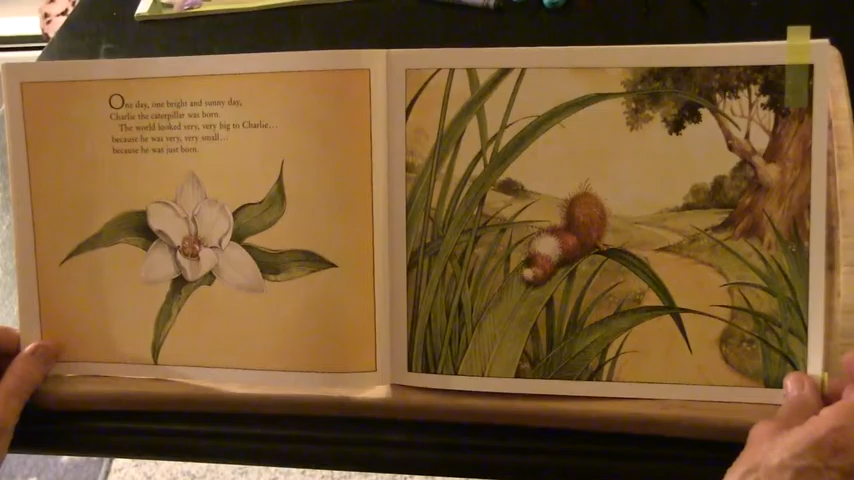 One day, one bright and sunny day,
Charlie the caterpillar was born.
The world looked very, very big to Charlie...
because he was very, very small...
because he was just born.